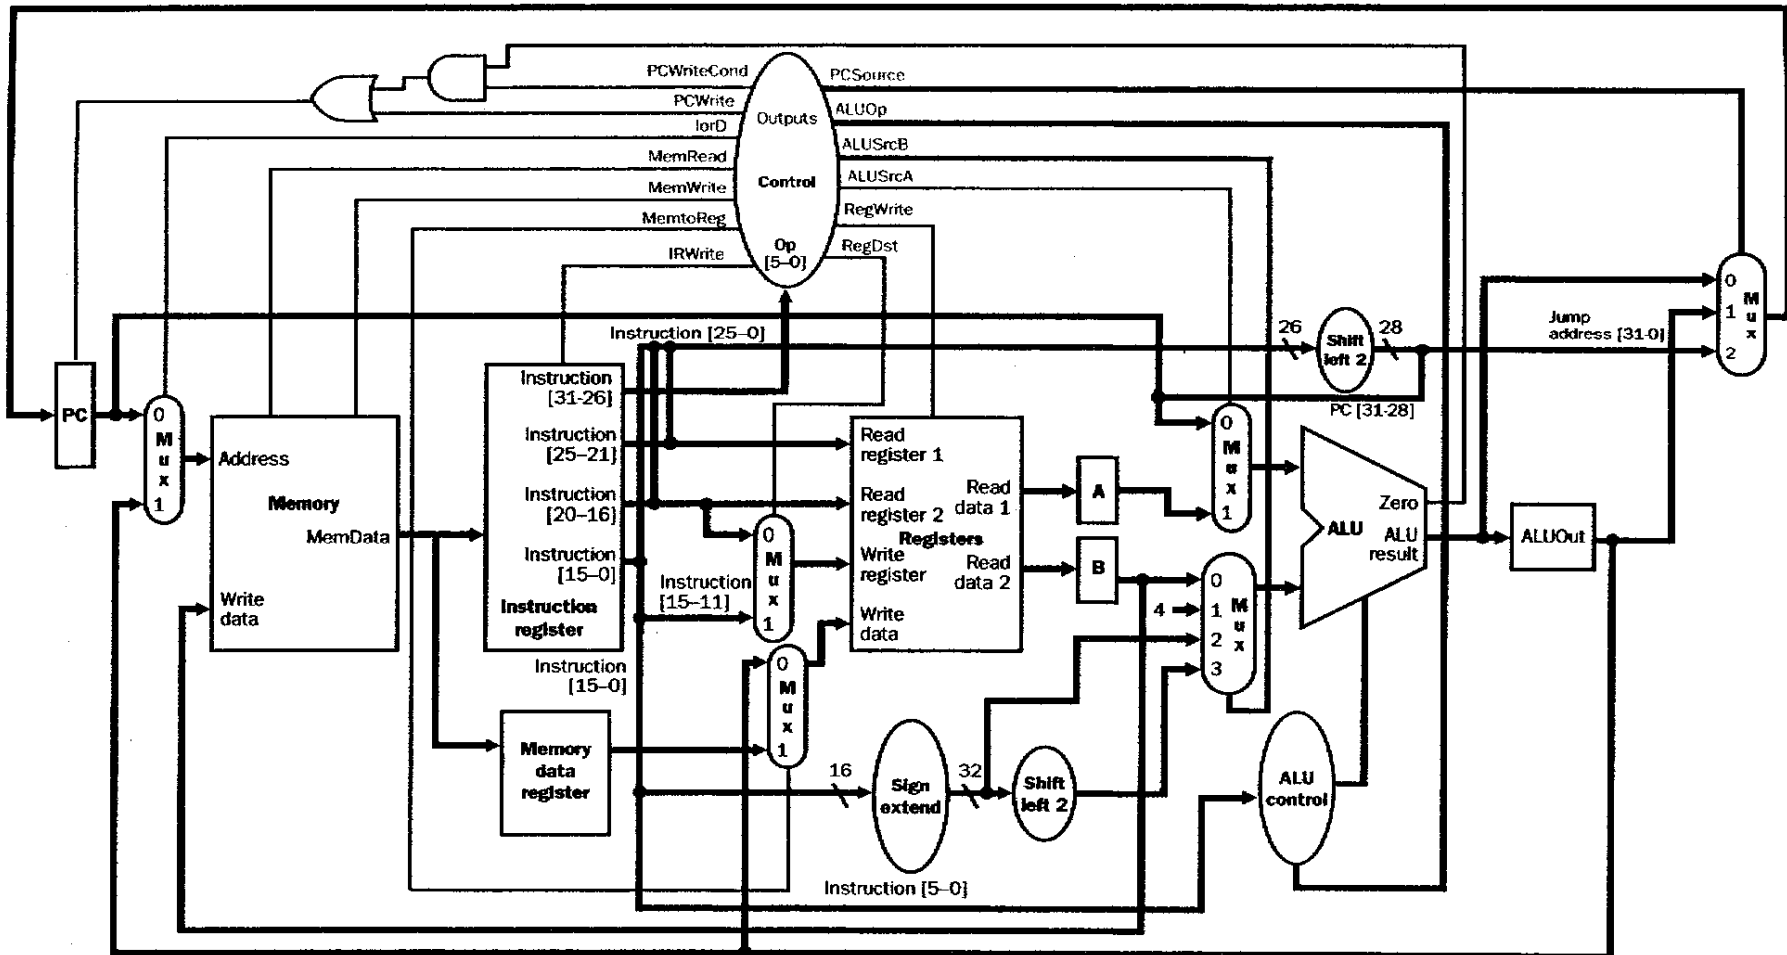 PCWriteCond
PCWrite
IorD
MemRead
MemWrite
MemtoReg
IRWrite
Outputs
Control
Op
[5–0]
PCSource
ALUOp
ALUSrcB
ALUSrcA
RegWrite
RegDst
PC
0
M
u
x
1
Address
Memory
MemData
Write
data
Instruction [25–0]
Instruction
[31-26]
Instruction
[25–21]
Instruction
[20–16]
Instruction
[15–0]
Instruction
register
Instruction
[15–0]
Memory
data
register
Instruction
[15–11]
0
M
u
x
1
0
M
u
x
1
Read
register 1
Read
register 2
Registers
Write
register
Write
data
Read
data 1
Read
data 2
A
B
4
16
Sign
extend
32
Shift
left 2
Instruction [5–0]
26
Shift
left 2
28
PC [31-28]
Jump
address [31-0]
0
M
u
x
1
0
1
2
3
M
u
x
Zero
ALU
ALU
result
ALU
control
ALUOut
0
1
2
M
u
x